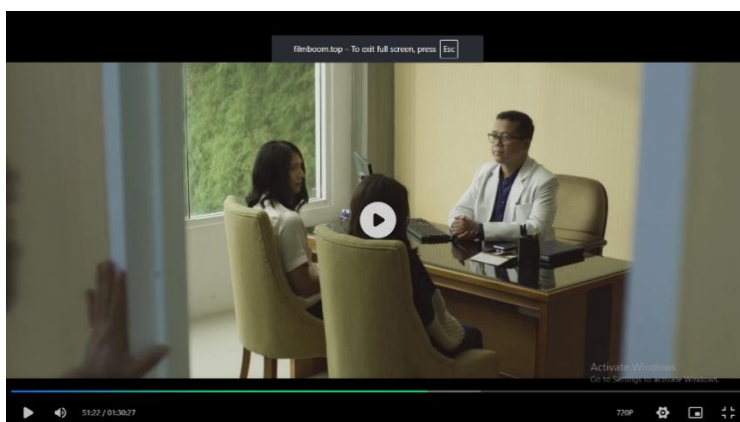 filmboom.top – To exit full screen, press Esc
Activate Windows
Go to Settings to activate Windows.
51:22 / 01:30:27
720P